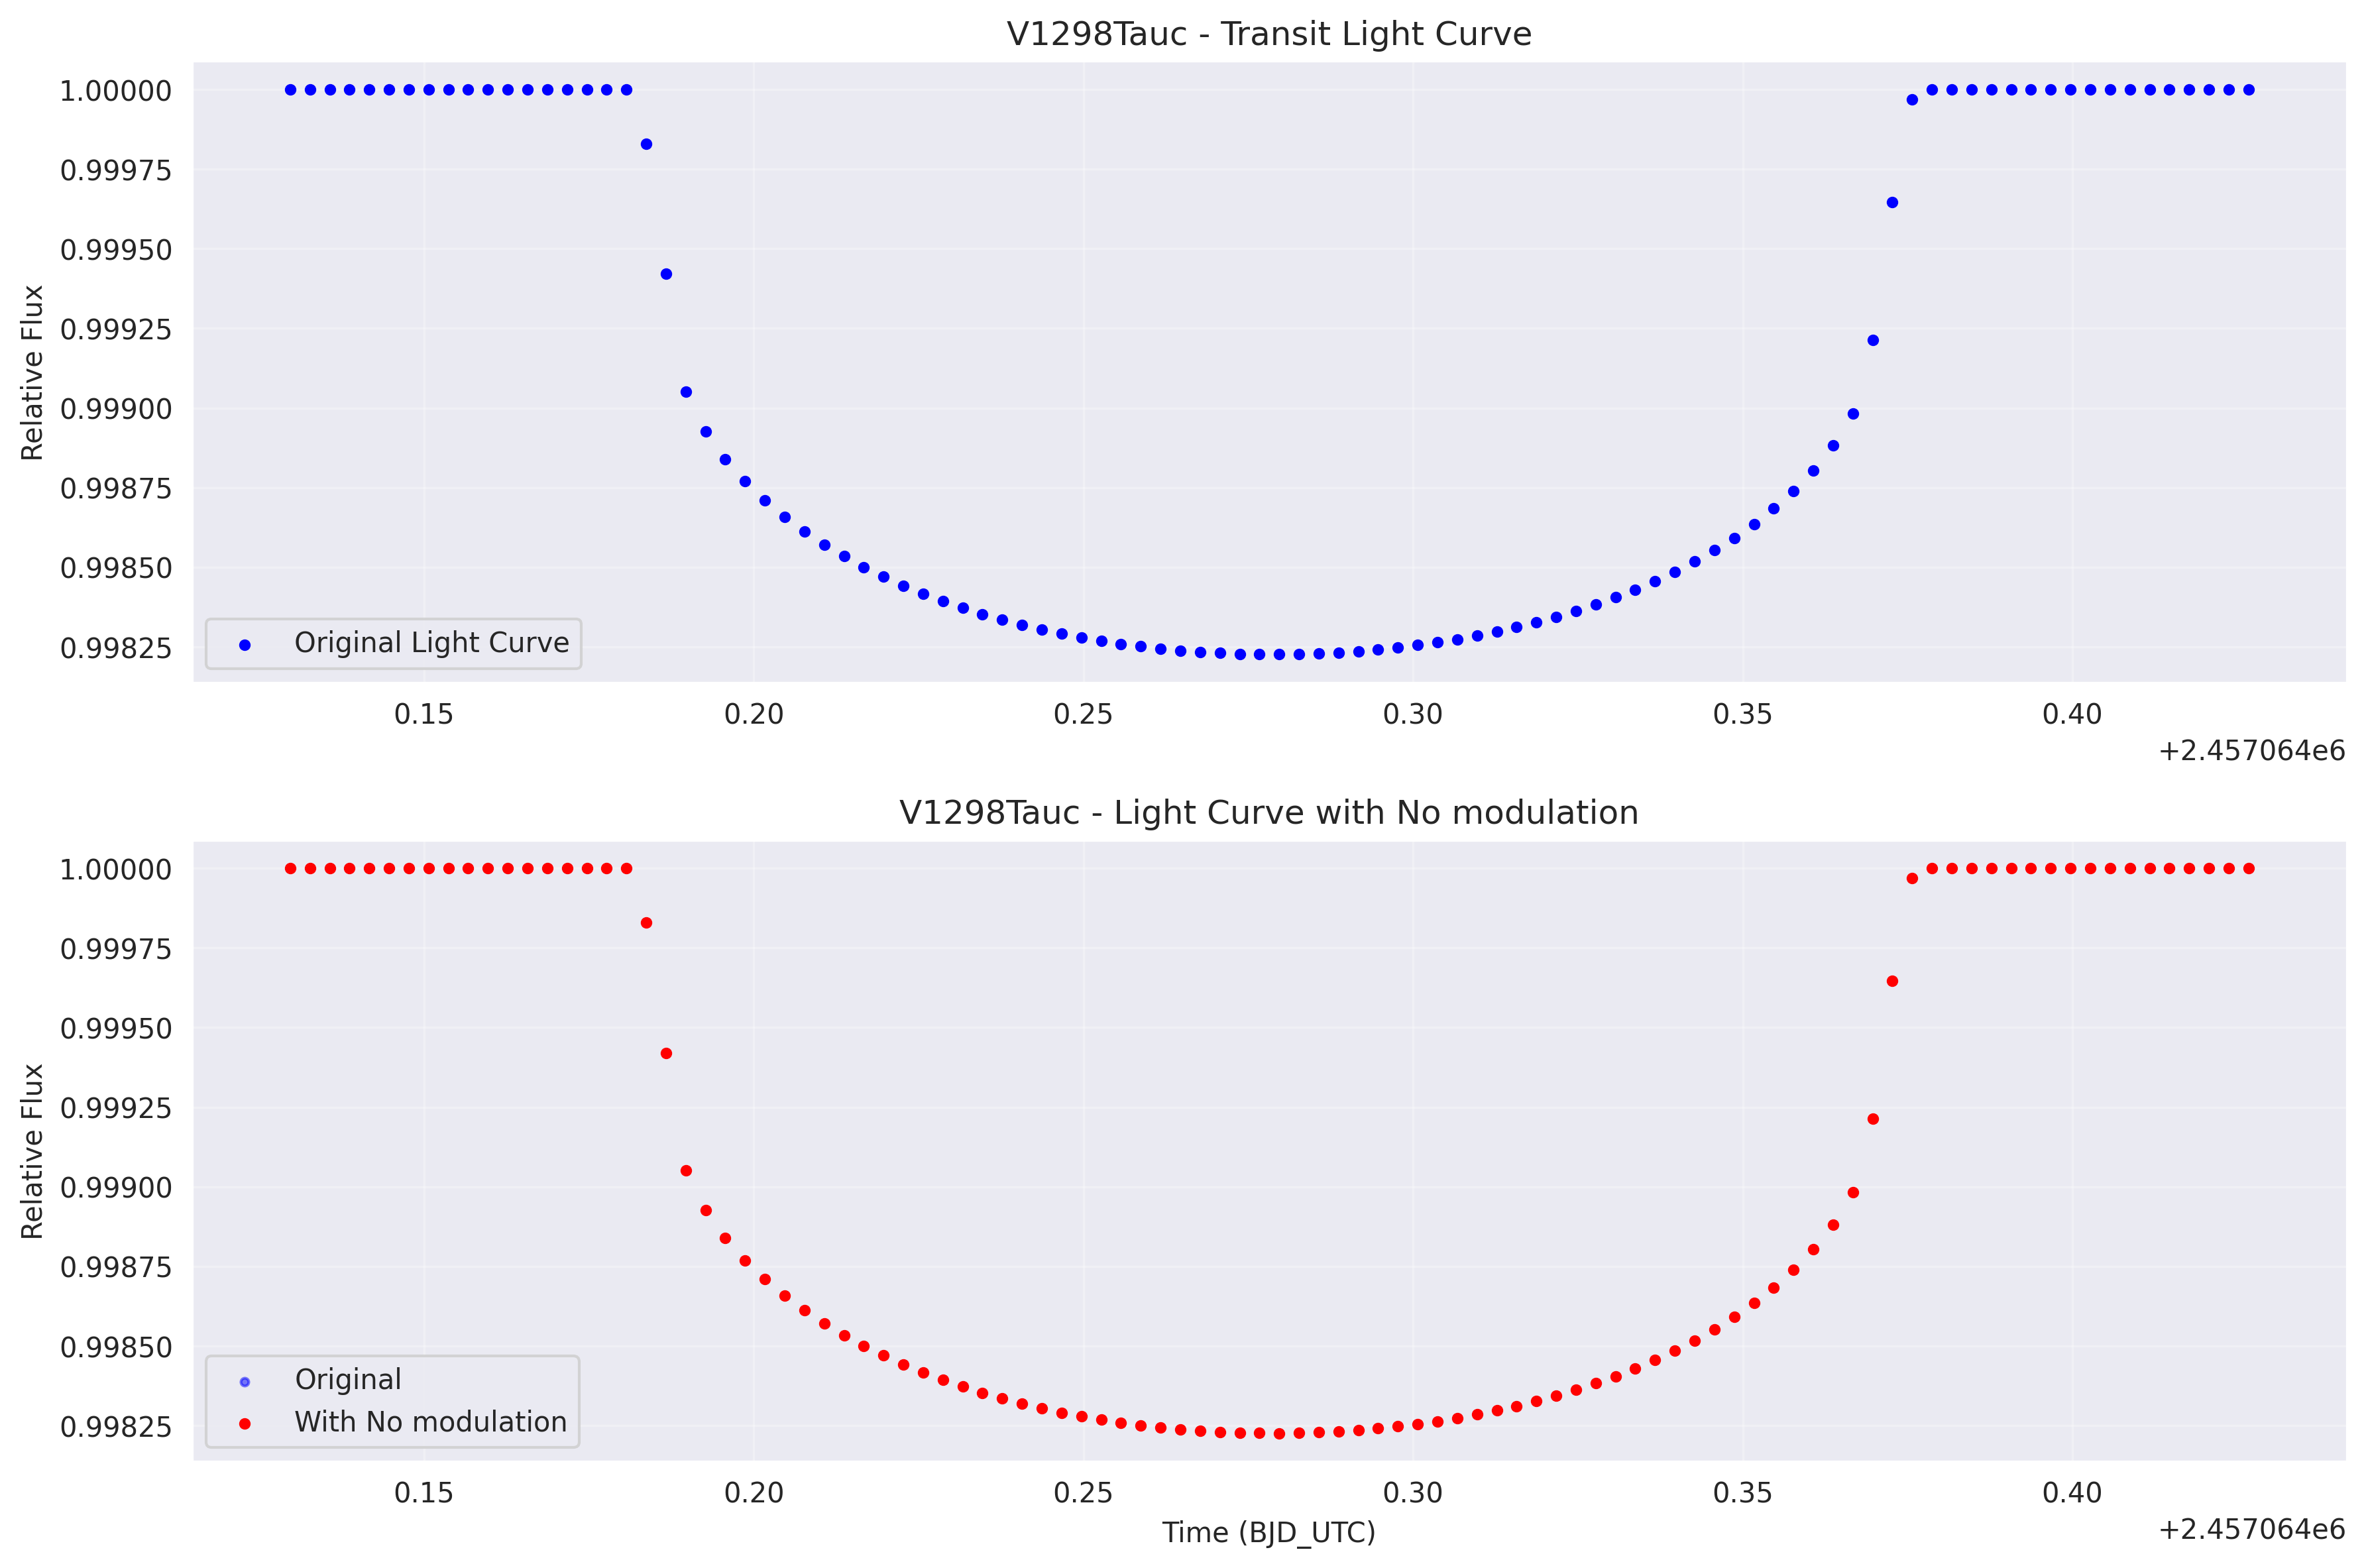 V1298Tauc - Transit Light Curve
1.00000
0.99975
0.99950
0.99925
0.99900
0.99875
0.99850
0.99825
Relative Flux
Original Light Curve
0.15 0.20 0.25 0.30 0.35 0.40
+2.457064e6
V1298Tauc - Light Curve with No modulation
1.00000
0.99975
0.99950
0.99925
0.99900
0.99875
0.99850
0.99825
Relative Flux
Original
With No modulation
0.15 0.20 0.25 0.30 0.35 0.40
Time (BJD_UTC)
+2.457064e6